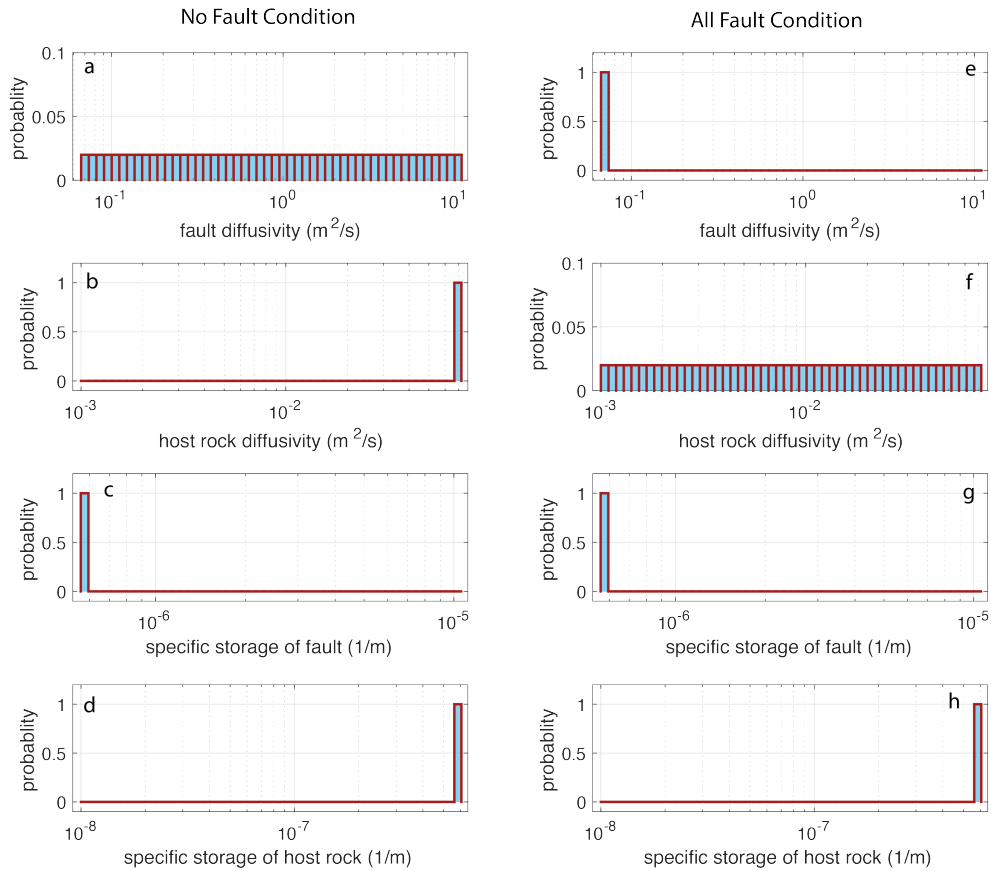 No Fault Condition
a
0.1
0.05
0
probablity
10^-1
10^0
10^1
fault diffusivity (m^2/s)
b
1
0.5
0
probablity
10^-3
10^-2
host rock diffusivity (m^2/s)
c
1
0.5
0
probablity
10^-6
10^-5
specific storage of fault (1/m)
d
1
0.5
0
probablity
10^-8
10^-7
specific storage of host rock (1/m)
All Fault Condition
e
1
0.5
0
probablity
10^-1
10^0
10^1
fault diffusivity (m^2/s)
f
0.1
0.05
0
probablity
10^-3
10^-2
host rock diffusivity (m^2/s)
g
1
0.5
0
probablity
10^-6
10^-5
specific storage of fault (1/m)
h
1
0.5
0
probablity
10^-8
10^-7
specific storage of host rock (1/m)